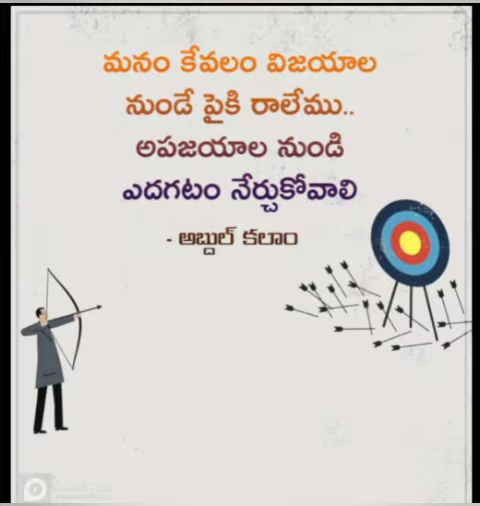 మనం కేవలం విజయాల
నుండే పైకి రాలేము..
అపజయాల నుండి
ఎదగటం నేర్చుకోవాలి
- అబ్దుల్ కలాం